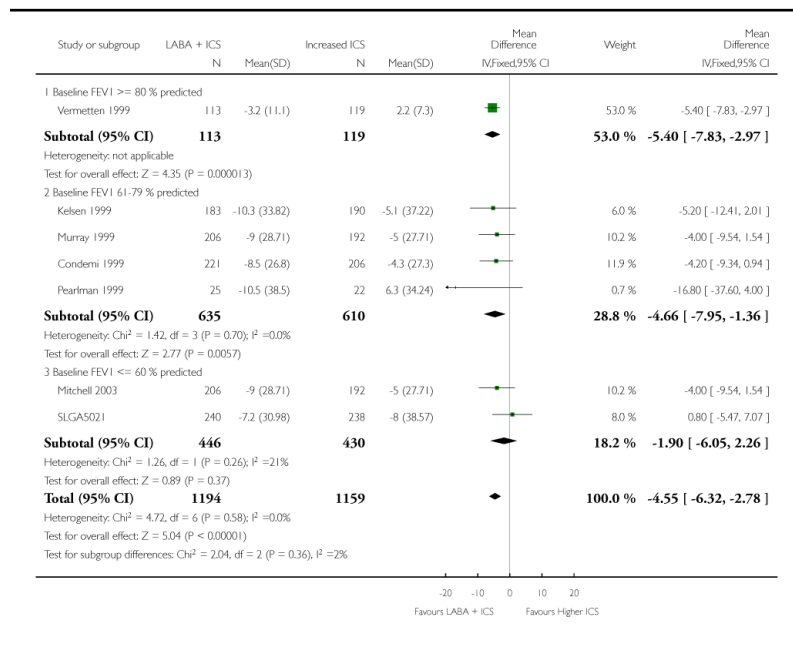 Study or subgroup LABA + ICS Increased ICS Mean Difference Weight Mean Difference
N Mean(SD) N Mean(SD) IV,Fixed,95% CI IV,Fixed,95% CI
1 Baseline FEV1 >= 80 % predicted
Vermetten 1999 113 -3.2 (11.1) 119 2.2 (7.3) 53.0 % -5.40 [ -7.83, -2.97 ]
Subtotal (95% CI) 113 119 53.0 % -5.40 [ -7.83, -2.97 ]
Heterogeneity: not applicable
Test for overall effect: Z = 4.35 (P = 0.000013)
2 Baseline FEV1 61-79 % predicted
Kelsen 1999 183 -10.3 (33.82) 190 -5.1 (37.22) 6.0 % -5.20 [ -12.41, 2.01 ]
Murray 1999 206 -9 (28.71) 192 -5 (27.71) 10.2 % -4.00 [ -9.54, 1.54 ]
Condemi 1999 221 -8.5 (26.8) 206 -4.3 (27.3) 11.9 % -4.20 [ -9.34, 0.94 ]
Pearlman 1999 25 -10.5 (38.5) 22 6.3 (34.24) 0.7 % -16.80 [ -37.60, 4.00 ]
Subtotal (95% CI) 635 610 28.8 % -4.66 [ -7.95, -1.36 ]
Heterogeneity: Chi² = 1.42, df = 3 (P = 0.70); I² =0.0%
Test for overall effect: Z = 2.77 (P = 0.0057)
3 Baseline FEV1 <= 60 % predicted
Mitchell 2003 206 -9 (28.71) 192 -5 (27.71) 10.2 % -4.00 [ -9.54, 1.54 ]
SLGA5021 240 -7.2 (30.98) 238 -8 (38.57) 8.0 % 0.80 [ -5.47, 7.07 ]
Subtotal (95% CI) 446 430 18.2 % -1.90 [ -6.05, 2.26 ]
Heterogeneity: Chi² = 1.26, df = 1 (P = 0.26); I² =21%
Test for overall effect: Z = 0.89 (P = 0.37)
Total (95% CI) 1194 1159 100.0 % -4.55 [ -6.32, -2.78 ]
Heterogeneity: Chi² = 4.72, df = 6 (P = 0.58); I² =0.0%
Test for overall effect: Z = 5.04 (P < 0.00001)
Test for subgroup differences: Chi² = 2.04, df = 2 (P = 0.36), I² =2%
-20 -10 0 10 20
Favours LABA + ICS Favours Higher ICS